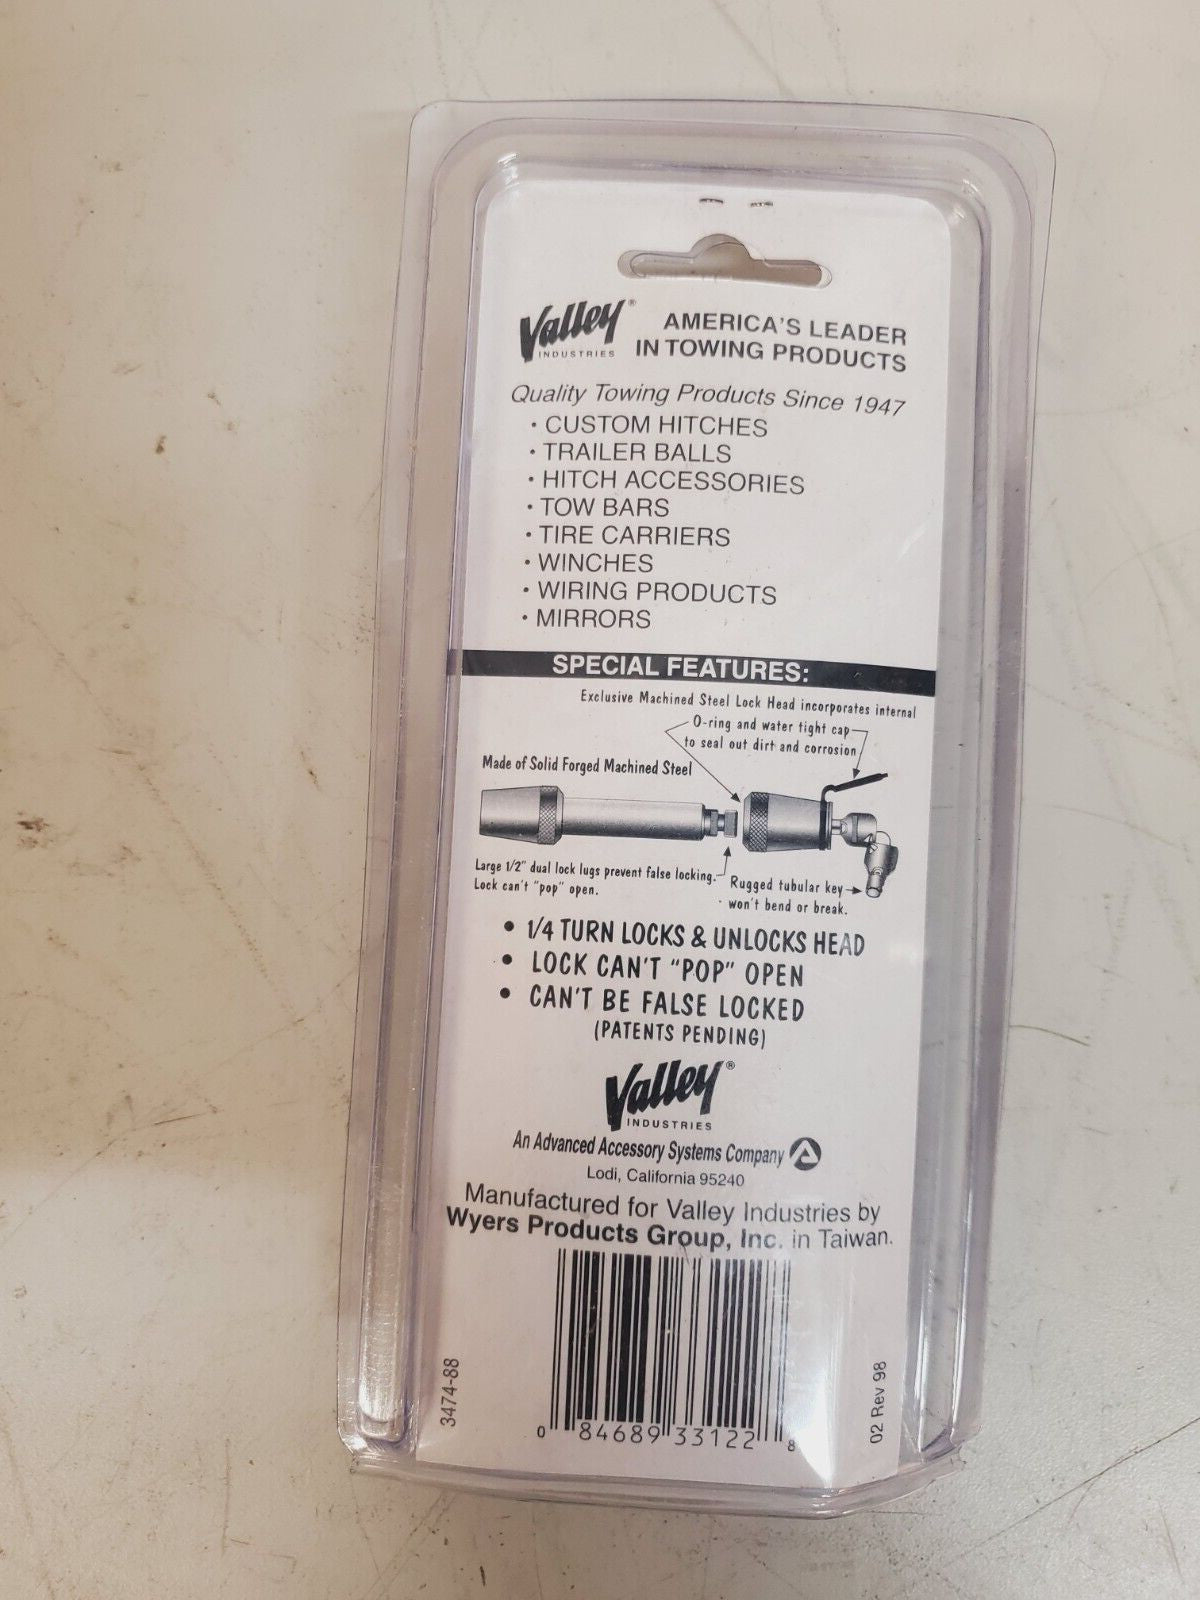 Valley®
INDUSTRIES
AMERICA'S LEADER
IN TOWING PRODUCTS
Quality Towing Products Since 1947
• CUSTOM HITCHES
• TRAILER BALLS
• HITCH ACCESSORIES
• TOW BARS
• TIRE CARRIERS
• WINCHES
• WIRING PRODUCTS
• MIRRORS
SPECIAL FEATURES:
Exclusive Machined Steel Lock Head incorporates internal
O-ring and water tight cap
to seal out dirt and corrosion
Made of Solid Forged Machined Steel
Large 1/2" dual lock lugs prevent false locking.
Lock can't "pop" open.
Rugged tubular key
won't bend or break.
• 1/4 TURN LOCKS & UNLOCKS HEAD
• LOCK CAN'T "POP" OPEN
• CAN'T BE FALSE LOCKED
(PATENTS PENDING)
Valley®
INDUSTRIES
An Advanced Accessory Systems Company
Lodi, California 95240
Manufactured for Valley Industries by
Wyers Products Group, Inc. in Taiwan.
3474-88
0 84689 33122 8
02 Rev 98